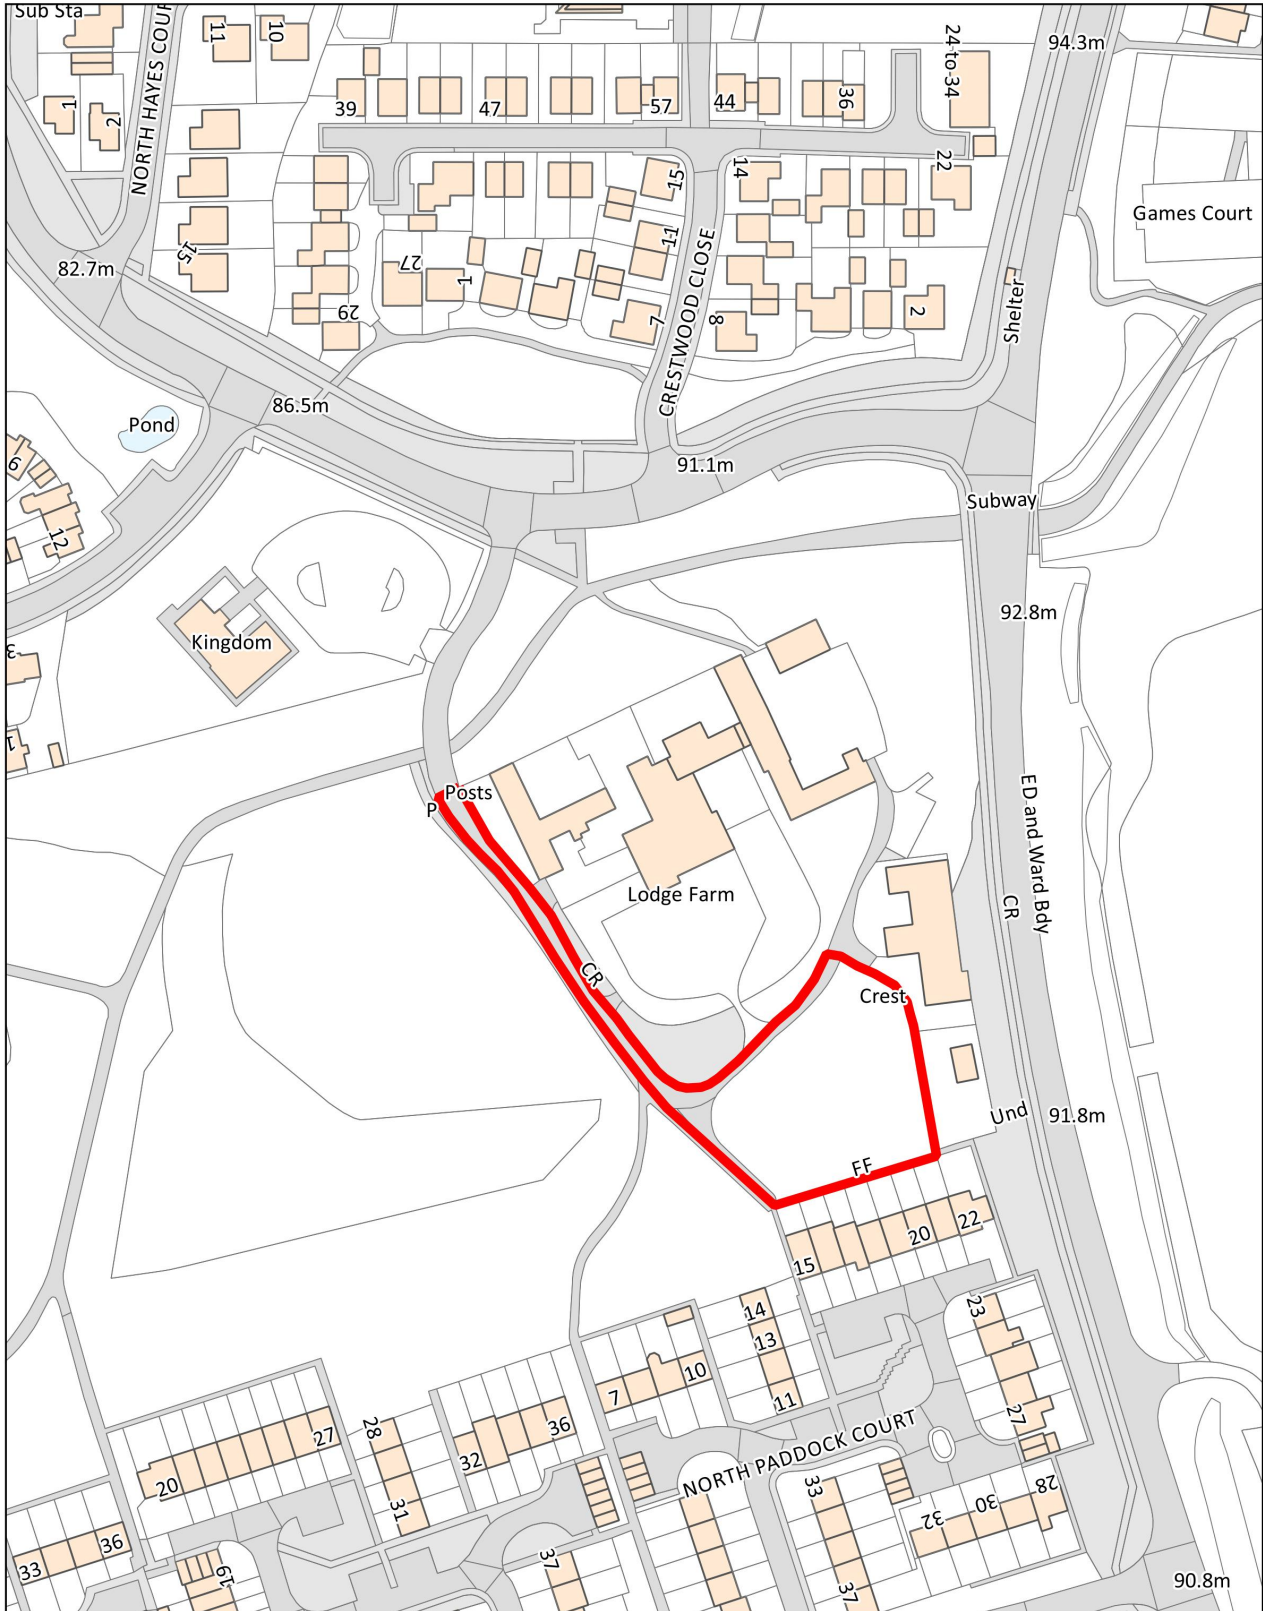 Sub Sta
NORTH HAYES COUR
11
10
24 to 34
94.3m
1
2
39
47
57
44
36
15
14
22
Games Court
15
11
27
1
82.7m
29
7
8
2
CRESTWOOD CLOSE
Shelter
86.5m
Pond
91.1m
9
12
Subway
92.8m
Kingdom
3
1
Posts
P
ED and Ward Bdy
Lodge Farm
CR
CR
Crest
Und
91.8m
FF
15
20
22
14
13
11
23
7
10
27
28
36
27
20
32
31
NORTH PADDOCK COURT
33
32
30
28
33
36
19
37
37
90.8m